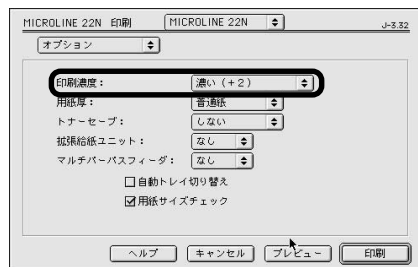 MICROLINE 22N 印刷 MICROLINE 22N J-3.32
オプション
印刷濃度： 濃い（+2）
用紙厚： 普通紙
トナーセーブ： しない
拡張給紙ユニット： なし
マルチパーパスフィーダ： なし
自動トレイ切り替え
用紙サイズチェック
ヘルプ キャンセル プレビュー 印刷